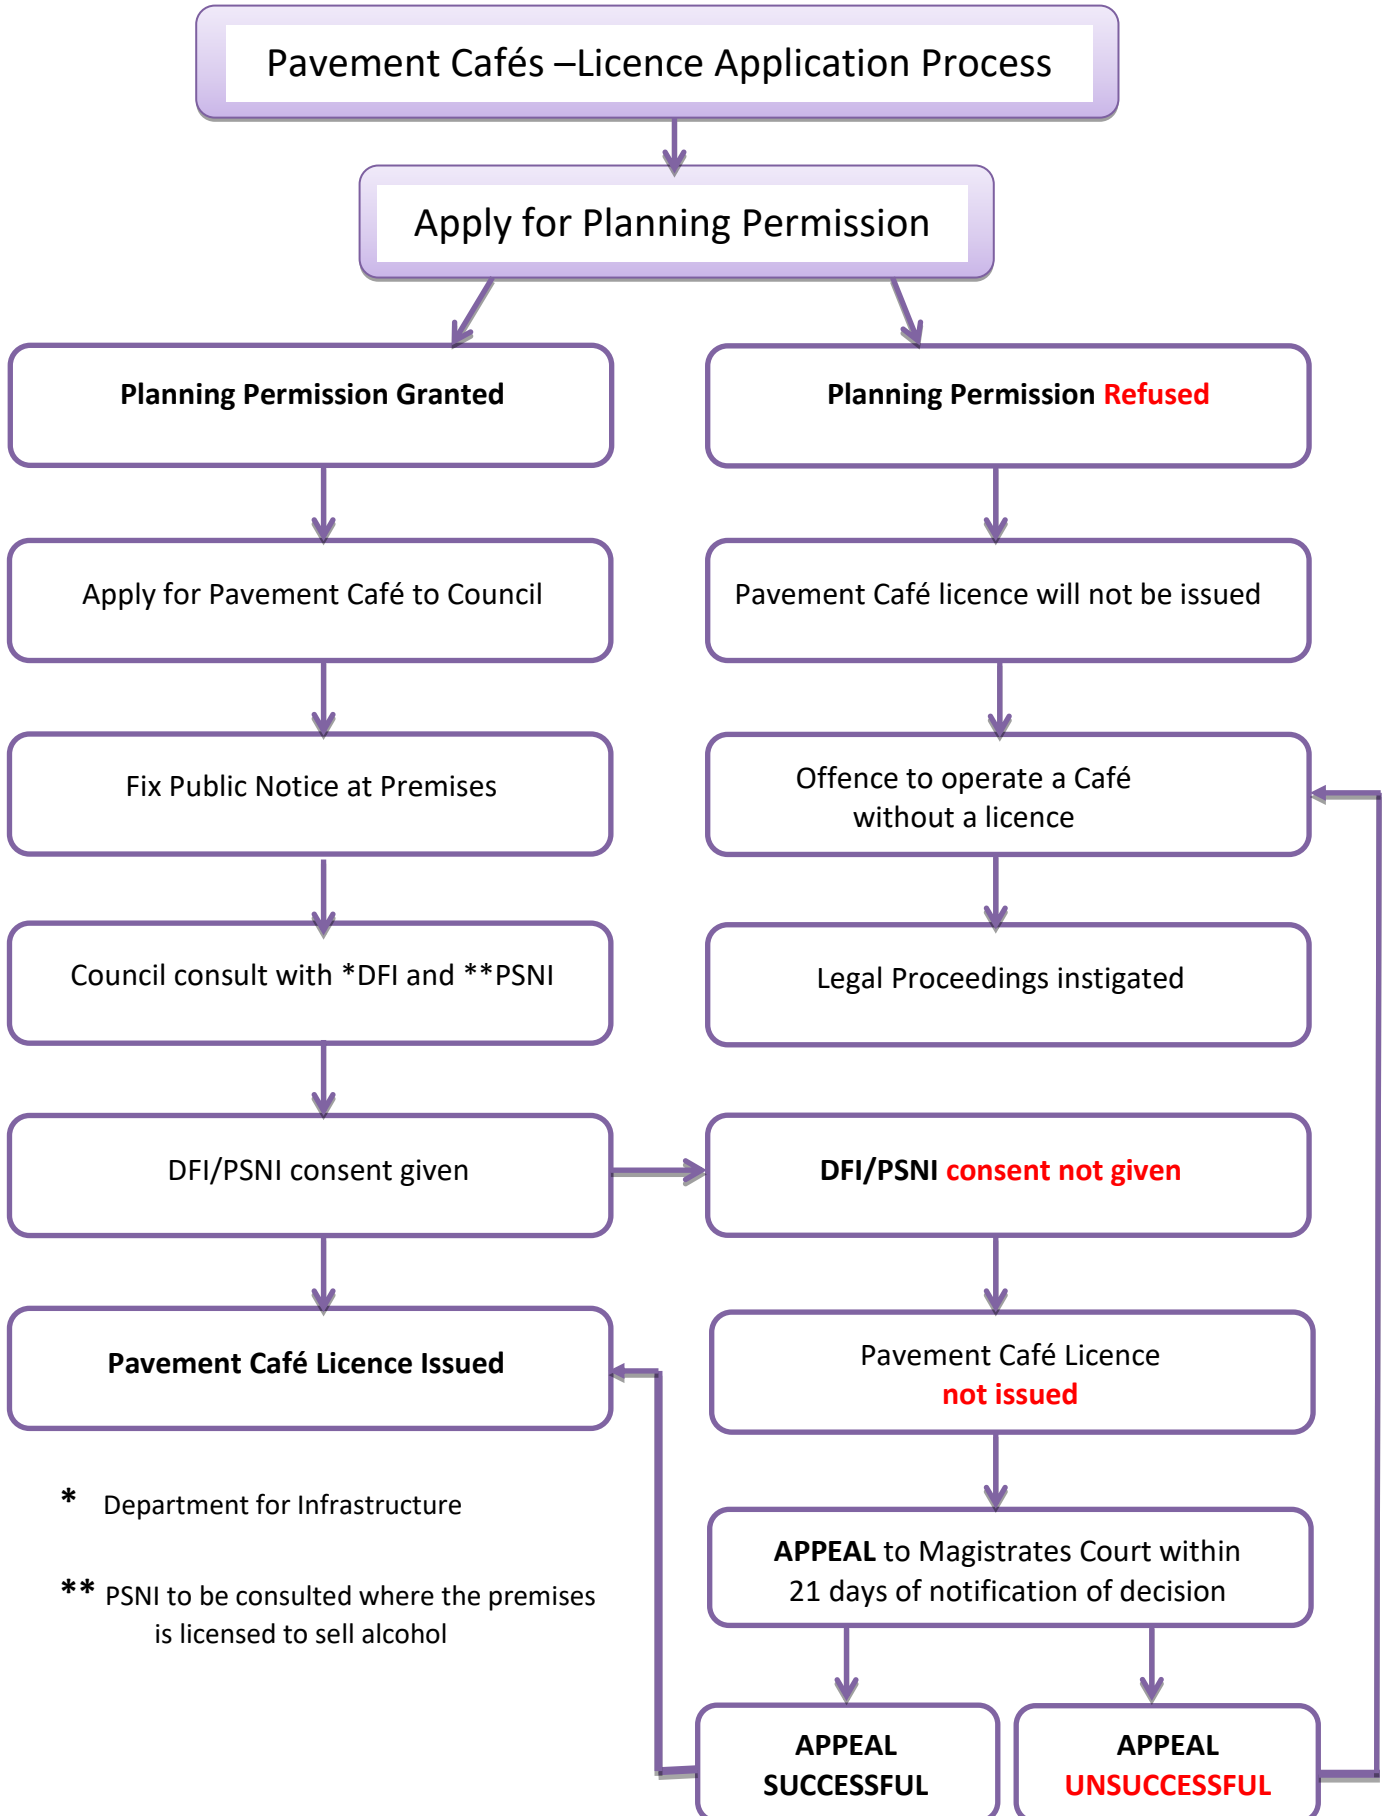 Pavement Cafés –Licence Application Process
Apply for Planning Permission
Planning Permission Granted
Planning Permission Refused
Apply for Pavement Café to Council
Pavement Café licence will not be issued
Fix Public Notice at Premises
Offence to operate a Café
without a licence
Council consult with *DFI and **PSNI
Legal Proceedings instigated
DFI/PSNI consent given
DFI/PSNI consent not given
Pavement Café Licence Issued
Pavement Café Licence
not issued
* Department for Infrastructure
** PSNI to be consulted where the premises
is licensed to sell alcohol
APPEAL to Magistrates Court within
21 days of notification of decision
APPEAL
SUCCESSFUL
APPEAL
UNSUCCESSFUL